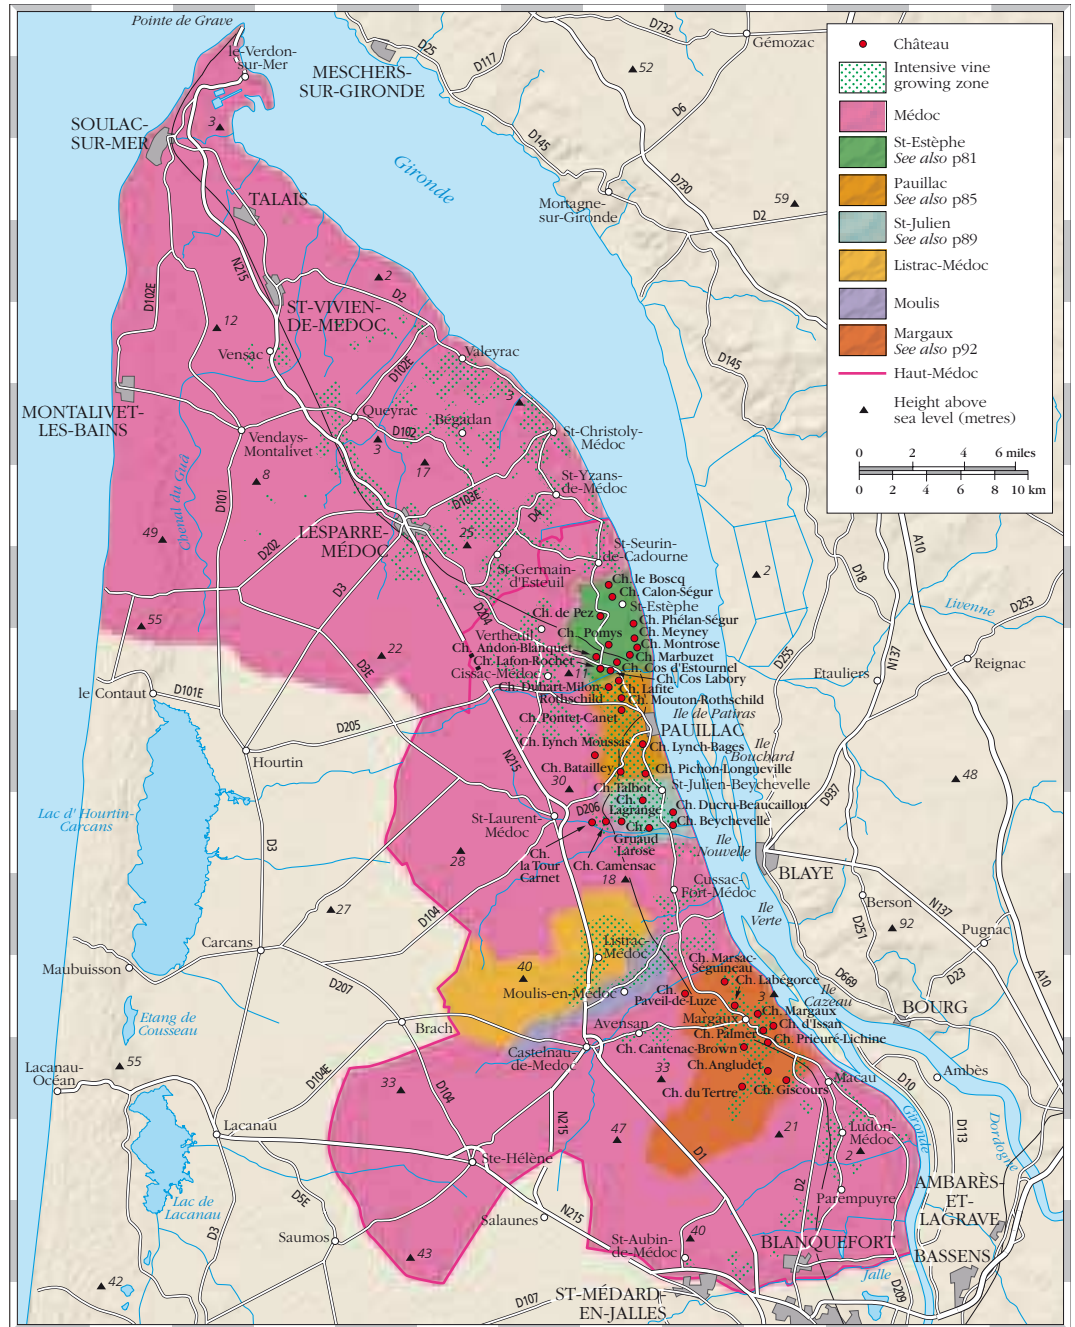 Pointe de Grave
le-Verdon-
sur-Mer
MESCHERS-
SUR-GIRONDE
D25
D117
D732
Gémozac
52
D6
SOULAC-
SUR-MER
3
D145
D730
Gironde
TALAIS
Mortagne-
sur-Gironde
59
D2
N215
D102E
2
D2
ST-VIVIEN-
DE-MEDOC
12
Vensac
D102E
Valeyrac
D145
3
MONTALIVET-
LES-BAINS
Queyrac
Bégadan
D102
3
17
Vendays-
Montalivet
St-Christoly-
Médoc
8
Chenal du Guâ
D101
St-Yzans-
de-Médoc
D103E
D4
49
D202
LESPARRE-
MÉDOC
25
St-Seurin-
de-Cadourne
A10
St-Germain-
d'Esteuil
2
D18
D3
Ch. le Boscq
Ch. Calon-Ségur
St-Estèphe
Livenne
D253
D204
Ch. de Pez
Ch. Phélan-Ségur
55
Vertheuil
Ch. Pomys
Ch. Meyney
Ch. Montrose
Ch. Andon-Blanquet
Ch. Marbuzet
22
Ch. Lafon-Rochet
Ch. Cos d'Estournel
D255
N137
Reignac
D3E
Cissac-Médoc
11
Ch. Cos Labory
Etauliers
le Contaut
D101E
Ch. Duhart-Milon-
Rothschild
Ch. Lafite
Ch. Mouton-Rothschild
Ile de Patiras
D205
Ch. Pontet-Canet
PAUILLAC
Hourtin
Ch. Lynch Moussas
Ch. Lynch-Bages
Ile
Bouchard
N215
Ch. Batailley
Ch. Pichon-Longueville
48
30
Ch. Talbot
St-Julien-Beychevelle
D937
Lac d' Hourtin-
Carcans
Ch.
Lagrange
Ch. Ducru-Beaucaillou
D206
Ch. Beychevelle
St-Laurent-
Médoc
Ch.
Gruaud
Larose
Ile
Nouvelle
D3
28
Ch.
la Tour
Carnet
Ch. Camensac
18
BLAYE
Cussac-
Fort-Médoc
27
D104
Ile
Verte
Berson
N137
D251
92
Pugnac
Carcans
Listrac-
Médoc
Maubuisson
Ch. Marsac-
Séguineau
D23
A10
40
Ch. Labégorce
D669
D207
Moulis-en-Médoc
Ch.
Paveil-de-Luze
3
Ile
Cazeau
BOURG
Etang de
Cousseau
Brach
Margaux
Ch. Margaux
Avensan
Ch. d'Issan
Ch. Palmer
Ch. Prieuré-Lichine
Castelnau-
de-Medoc
Ch. Cantenac-Brown
55
Ch. Angludet
Lacanau-
Océan
D104E
33
33
Macau
D10
Ambès
D104
Ch. du Tertre
Ch. Giscours
Gironde
Dordogne
Lacanau
N215
47
21
Ludon-
Médoc
D113
2
D1
Ste-Hélène
D2
Parempuyre
AMBARÈS-
ET-
LAGRAVE
Lac de
Lacanau
D5E
N215
D3
Saumos
Salaunes
40
St-Aubin-
de-Médoc
BLANQUEFORT
BASSENS
43
Jalle
42
D107
ST-MÉDARD-
EN-JALLES
D209
Château
Intensive vine
growing zone
Médoc
St-Estèphe
See also p81
Pauillac
See also p85
St-Julien
See also p89
Listrac-Médoc
Moulis
Margaux
See also p92
Haut-Médoc
Height above
sea level (metres)
0 2 4 6 miles
0 2 4 6 8 10 km